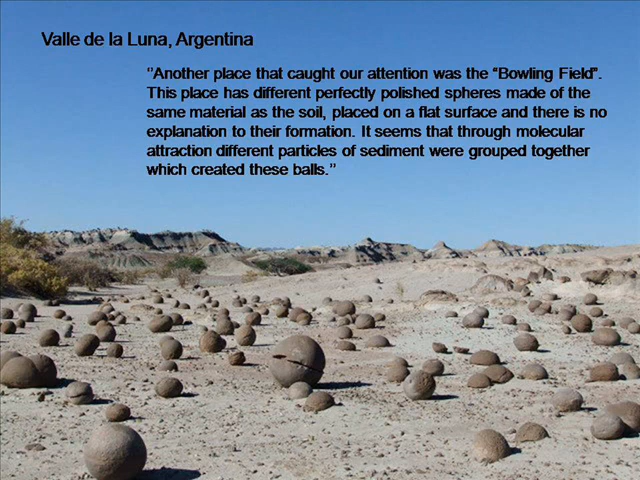 Valle de la Luna, Argentina
"Another place that caught our attention was the "Bowling Field".
This place has different perfectly polished spheres made of the
same material as the soil, placed on a flat surface and there is no
explanation to their formation. It seems that through molecular
attraction different particles of sediment were grouped together
which created these balls."